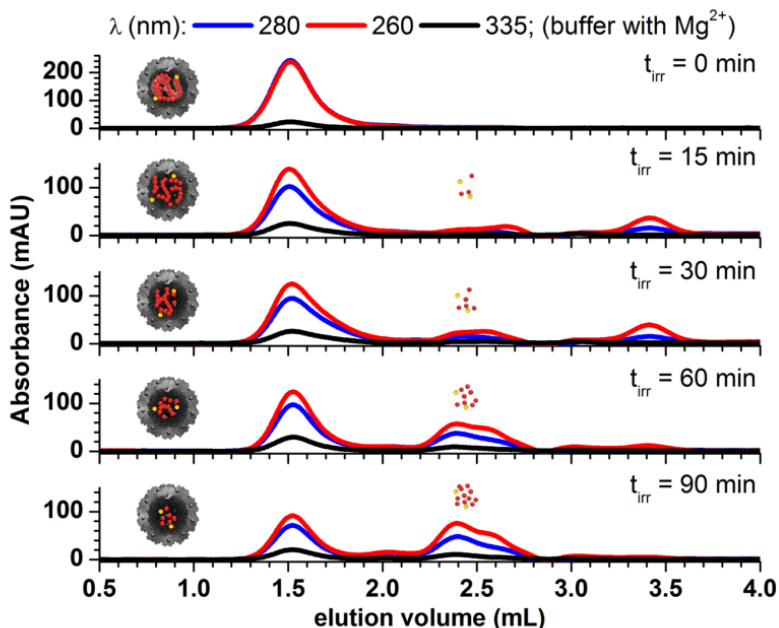 λ (nm): 280 260 335; (buffer with Mg²⁺)
t_irr = 0 min
200
100
0
t_irr = 15 min
100
0
t_irr = 30 min
100
0
t_irr = 60 min
100
0
t_irr = 90 min
100
0
Absorbance (mAU)
0.5 1.0 1.5 2.0 2.5 3.0 3.5 4.0
elution volume (mL)